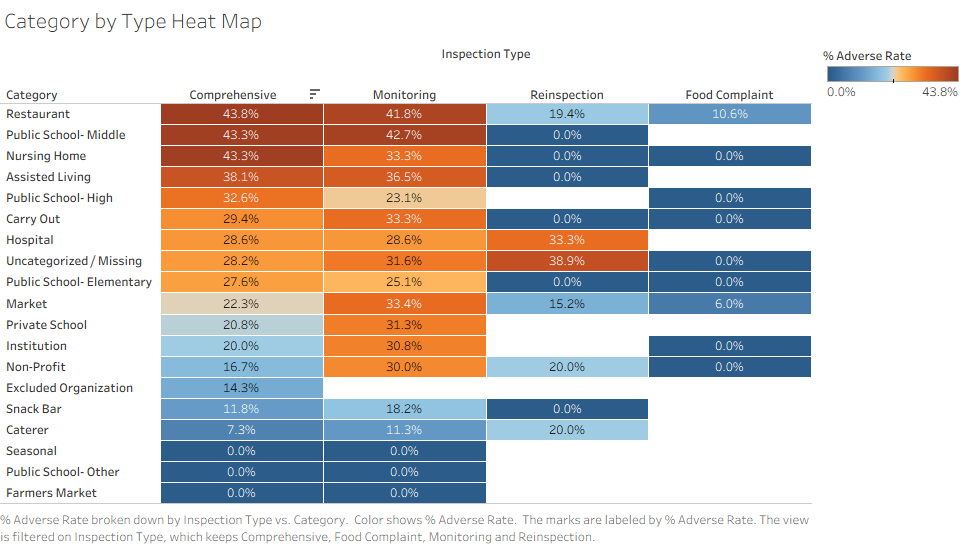 Category by Type Heat Map
Inspection Type
% Adverse Rate
0.0% 43.8%
Category Comprehensive Monitoring Reinspection Food Complaint
Restaurant 43.8% 41.8% 19.4% 10.6%
Public School- Middle 43.3% 42.7% 0.0%
Nursing Home 43.3% 33.3% 0.0% 0.0%
Assisted Living 38.1% 36.5% 0.0%
Public School- High 32.6% 23.1% 0.0%
Carry Out 29.4% 33.3% 0.0% 0.0%
Hospital 28.6% 28.6% 33.3%
Uncategorized / Missing 28.2% 31.6% 38.9% 0.0%
Public School- Elementary 27.6% 25.1% 0.0% 0.0%
Market 22.3% 33.4% 15.2% 6.0%
Private School 20.8% 31.3%
Institution 20.0% 30.8% 0.0%
Non-Profit 16.7% 30.0% 20.0% 0.0%
Excluded Organization 14.3%
Snack Bar 11.8% 18.2% 0.0%
Caterer 7.3% 11.3% 20.0%
Seasonal 0.0% 0.0%
Public School- Other 0.0% 0.0%
Farmers Market 0.0% 0.0%
% Adverse Rate broken down by Inspection Type vs. Category. Color shows % Adverse Rate. The marks are labeled by % Adverse Rate. The view
is filtered on Inspection Type, which keeps Comprehensive, Food Complaint, Monitoring and Reinspection.